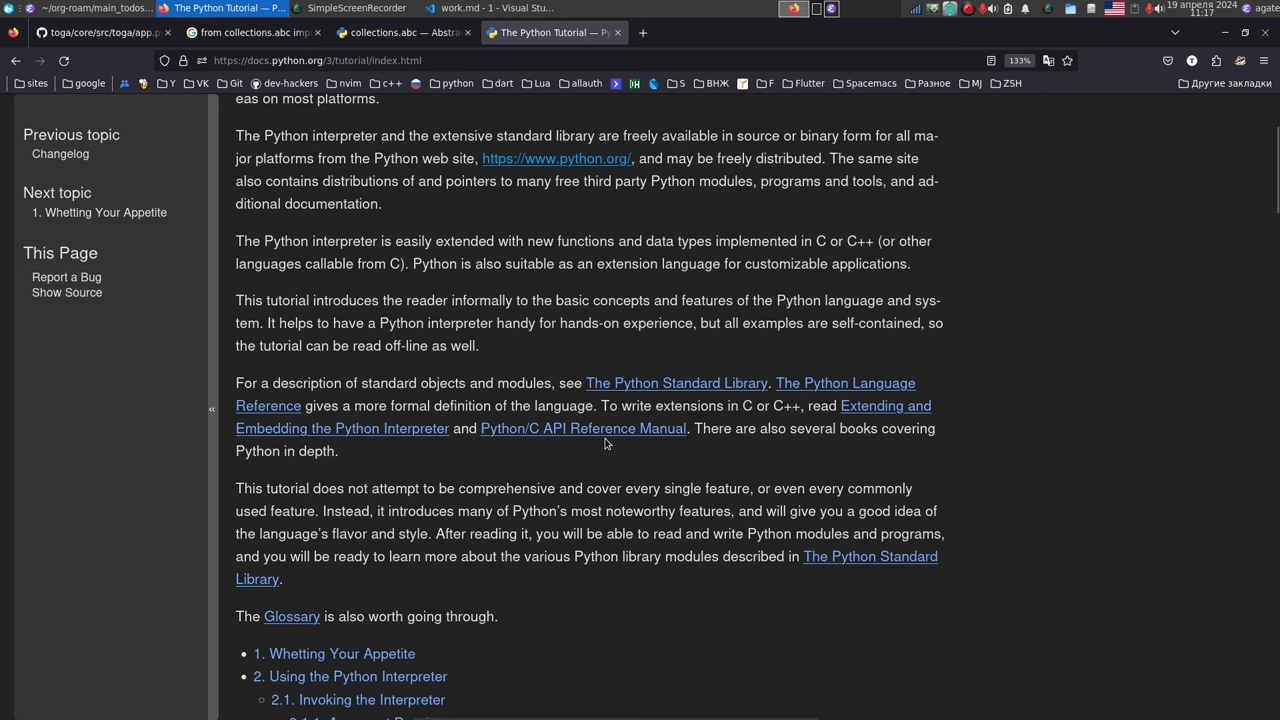 ~/org-roam/main_todos... The Python Tutorial — P... SimpleScreenRecorder work.md - 1 - Visual Stu... 19 апреля 2024
11:17 agate
toga/core/src/toga/app.p from collections.abc imp collections.abc — Abstra The Python Tutorial — Py
https://docs.python.org/3/tutorial/index.html 133%
sites google Y VK Git dev-hackers nvim c++ python dart Lua allauth S ВНЖ F Flutter Spacemacs Разное MJ ZSH Другие закладки
eas on most platforms.
Previous topic
Changelog
Next topic
1. Whetting Your Appetite
This Page
Report a Bug
Show Source
«
The Python interpreter and the extensive standard library are freely available in source or binary form for all ma-
jor platforms from the Python web site, https://www.python.org/, and may be freely distributed. The same site
also contains distributions of and pointers to many free third party Python modules, programs and tools, and ad-
ditional documentation.
The Python interpreter is easily extended with new functions and data types implemented in C or C++ (or other
languages callable from C). Python is also suitable as an extension language for customizable applications.
This tutorial introduces the reader informally to the basic concepts and features of the Python language and sys-
tem. It helps to have a Python interpreter handy for hands-on experience, but all examples are self-contained, so
the tutorial can be read off-line as well.
For a description of standard objects and modules, see The Python Standard Library. The Python Language
Reference gives a more formal definition of the language. To write extensions in C or C++, read Extending and
Embedding the Python Interpreter and Python/C API Reference Manual. There are also several books covering
Python in depth.
This tutorial does not attempt to be comprehensive and cover every single feature, or even every commonly
used feature. Instead, it introduces many of Python's most noteworthy features, and will give you a good idea of
the language's flavor and style. After reading it, you will be able to read and write Python modules and programs,
and you will be ready to learn more about the various Python library modules described in The Python Standard
Library.
The Glossary is also worth going through.
• 1. Whetting Your Appetite
• 2. Using the Python Interpreter
○ 2.1. Invoking the Interpreter